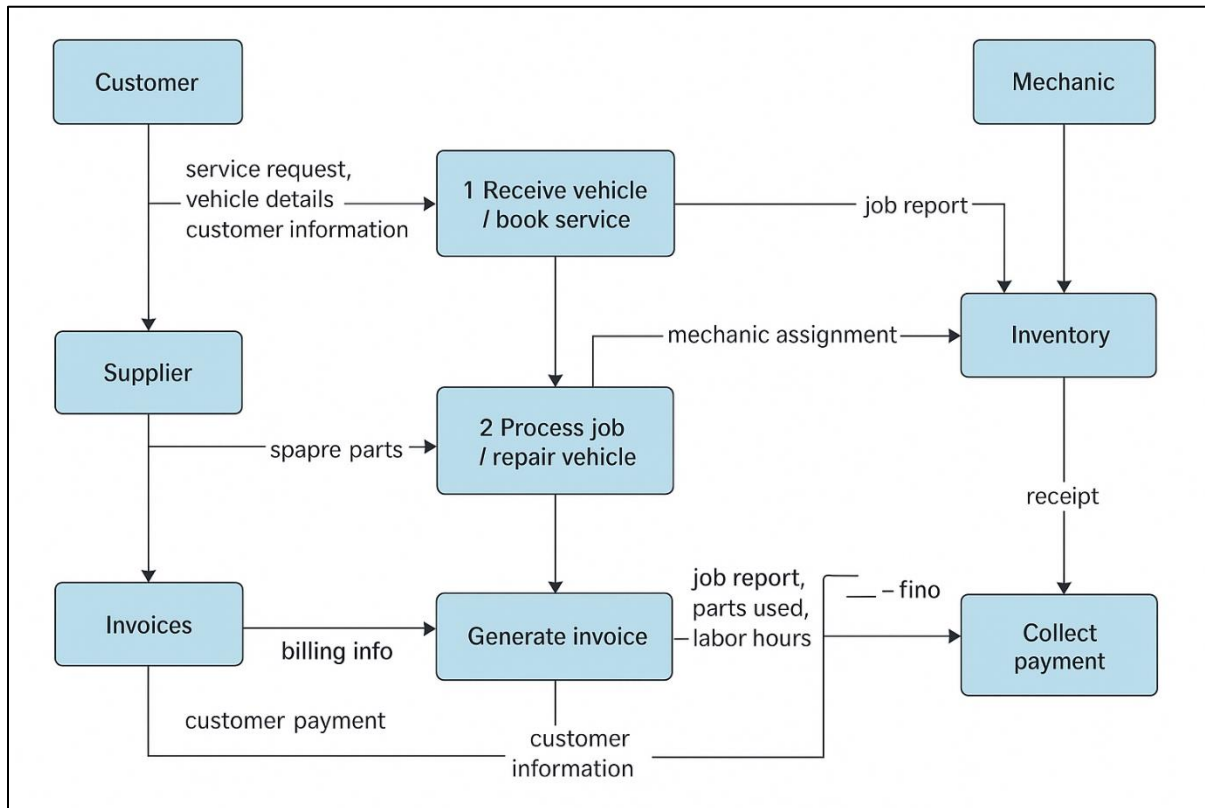 Customer
Mechanic
service request,
vehicle details
customer information
1 Receive vehicle
/ book service
job report
Supplier
mechanic assignment
Inventory
spapre parts
2 Process job
/ repair vehicle
receipt
Invoices
billing info
Generate invoice
job report,
parts used,
labor hours
– fino
Collect
payment
customer payment
customer
information